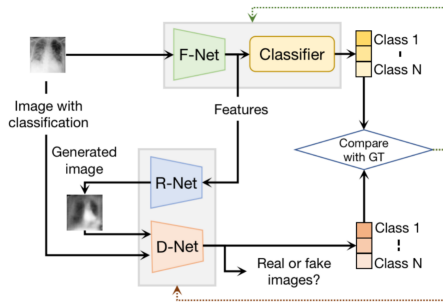 F-Net
Classifier
Class 1
Class N
Image with
classification
Features
Compare
with GT
Generated
image
R-Net
D-Net
Real or fake
images?
Class 1
Class N